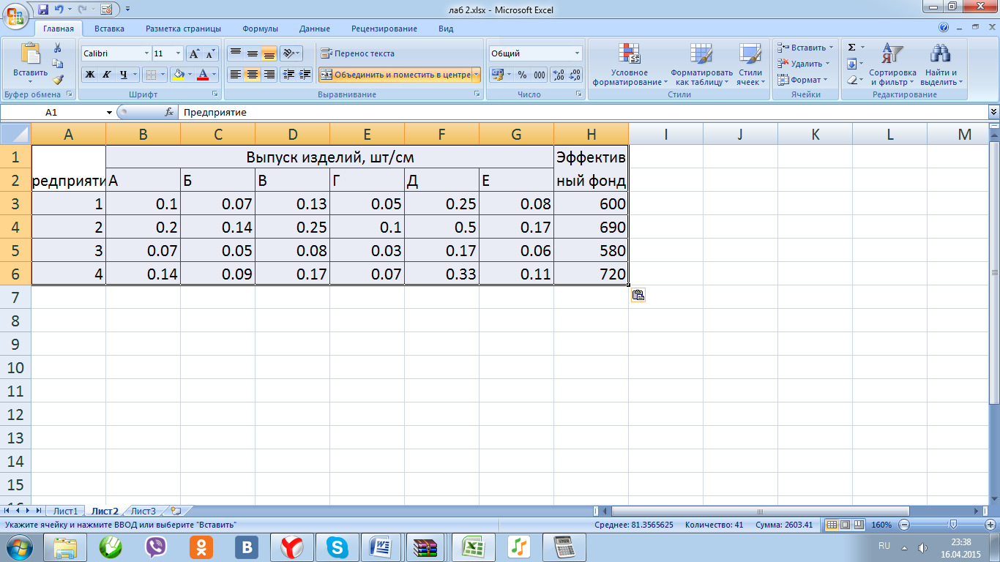 лаб 2.xlsx - Microsoft Excel
Главная Вставка Разметка страницы Формулы Данные Рецензирование Вид
Вставить
Буфер обмена
Calibri 11
Ж К Ч
Шрифт
Перенос текста
Объединить и поместить в центре
Выравнивание
Общий
% 000
Число
Условное форматирование
Форматировать как таблицу
Стили ячеек
Стили
Вставить
Удалить
Формат
Ячейки
Σ
Сортировка и фильтр
Найти и выделить
Редактирование
A1 fx Предприятие
A B C D E F G H I J K L M
1 Выпуск изделий, шт/см Эффектив
2 редприяти А Б В Г Д Е ный фонд
3 1 0.1 0.07 0.13 0.05 0.25 0.08 600
4 2 0.2 0.14 0.25 0.1 0.5 0.17 690
5 3 0.07 0.05 0.08 0.03 0.17 0.06 580
6 4 0.14 0.09 0.17 0.07 0.33 0.11 720
7
8
9
10
11
12
13
14
15
16
Лист1 Лист2 Лист3
Укажите ячейку и нажмите ВВОД или выберите "Вставить" Среднее: 81.3565625 Количество: 41 Сумма: 2603.41 160%
RU 23:38
16.04.2015